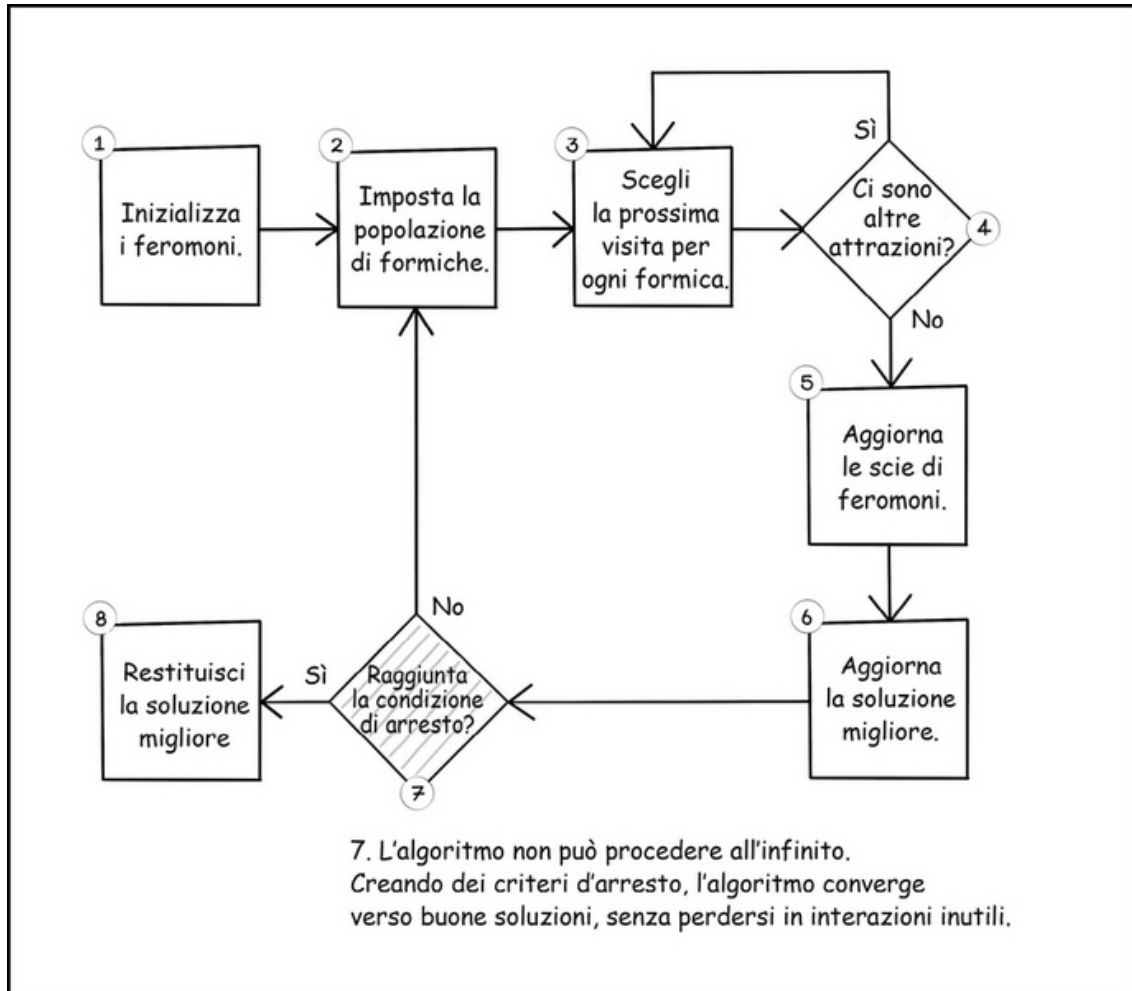 1
Inizializza
i feromoni.
2
Imposta la
popolazione
di formiche.
3
Scegli
la prossima
visita per
ogni formica.
Sì
Ci sono
altre
attrazioni?
4
No
5
Aggiorna
le scie di
feromoni.
6
Aggiorna
la soluzione
migliore.
No
Raggiunta
la condizione
di arresto?
7
Sì
8
Restituisci
la soluzione
migliore
7. L'algoritmo non può procedere all'infinito.
Creando dei criteri d'arresto, l'algoritmo converge
verso buone soluzioni, senza perdersi in interazioni inutili.